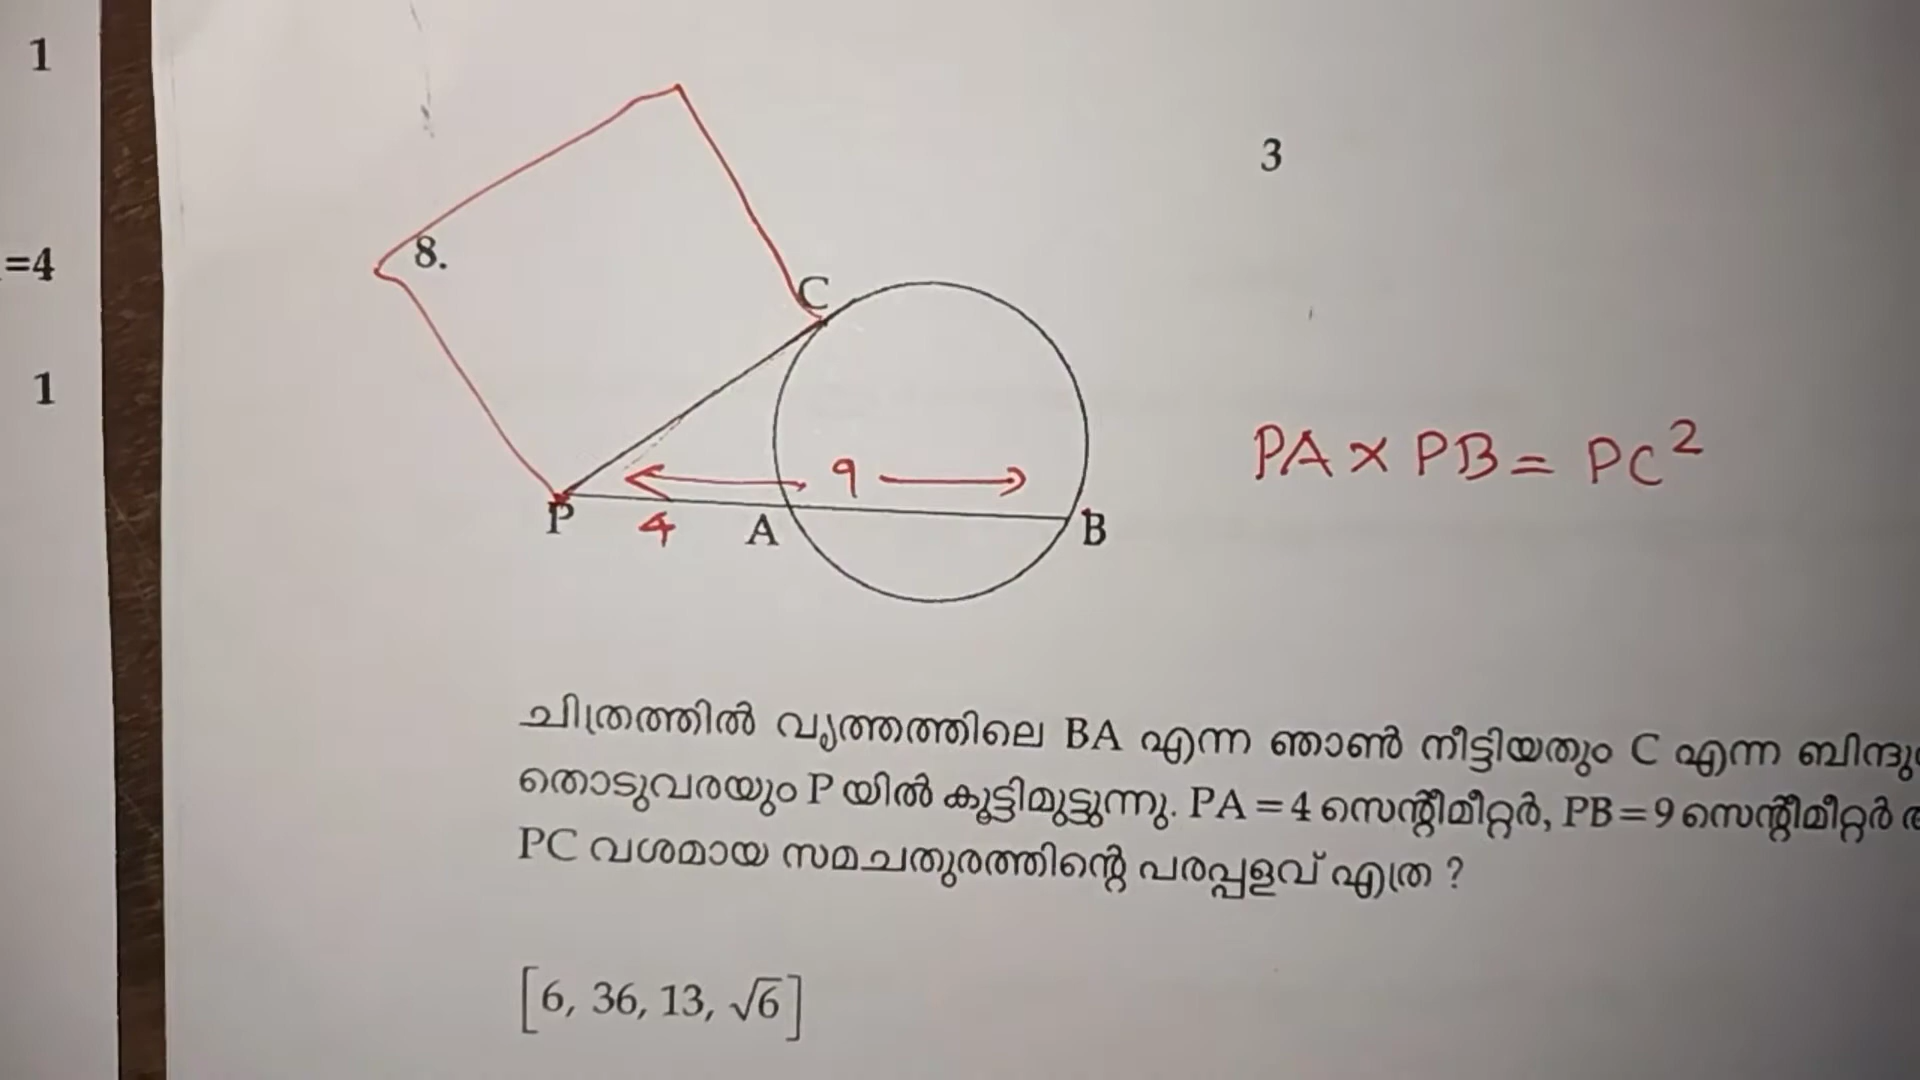 1
=4
1
3
8.
C
9
P
4
A
B
PA × PB = PC²
ചിത്രത്തിൽ വൃത്തത്തിലെ BA എന്ന ഞാൺ നീട്ടിയതും C എന്ന
തൊടുവരയും P യിൽ കൂട്ടിമുട്ടുന്നു. PA = 4 സെന്റീമീറ്റർ, PB = 9 സെന്റീമീറ്റർ
PC വശമായ സമചതുരത്തിന്റെ പരപ്പളവ് എത്ര ?
[6, 36, 13, √6]